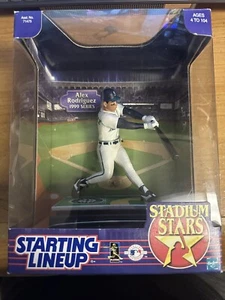 AGES
4 TO 104
Alex
Rodriguez
1999 SERIES
STADIUM
STARS
STARTING
LINEUP